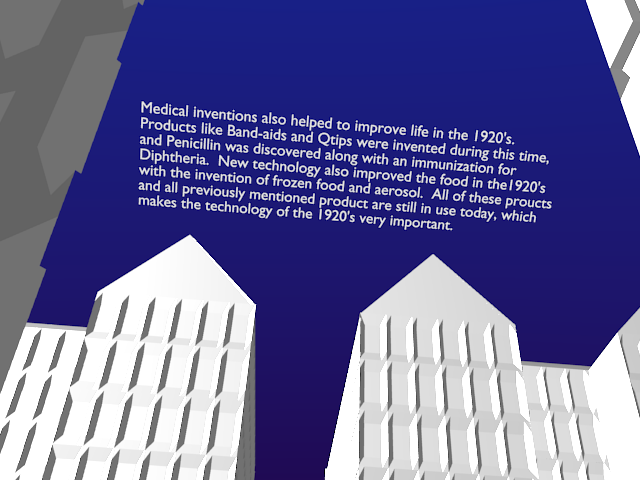 Medical inventions also helped to improve life in the 1920's.
Products like Band-aids and Qtips were invented during this time,
and Penicillin was discovered along with an immunization for
Diphtheria.  New technology also improved the food in the1920's
with the invention of frozen food and aerosol.  All of these proucts
and all previously mentioned product are still in use today, which
makes the technology of the 1920's very important.